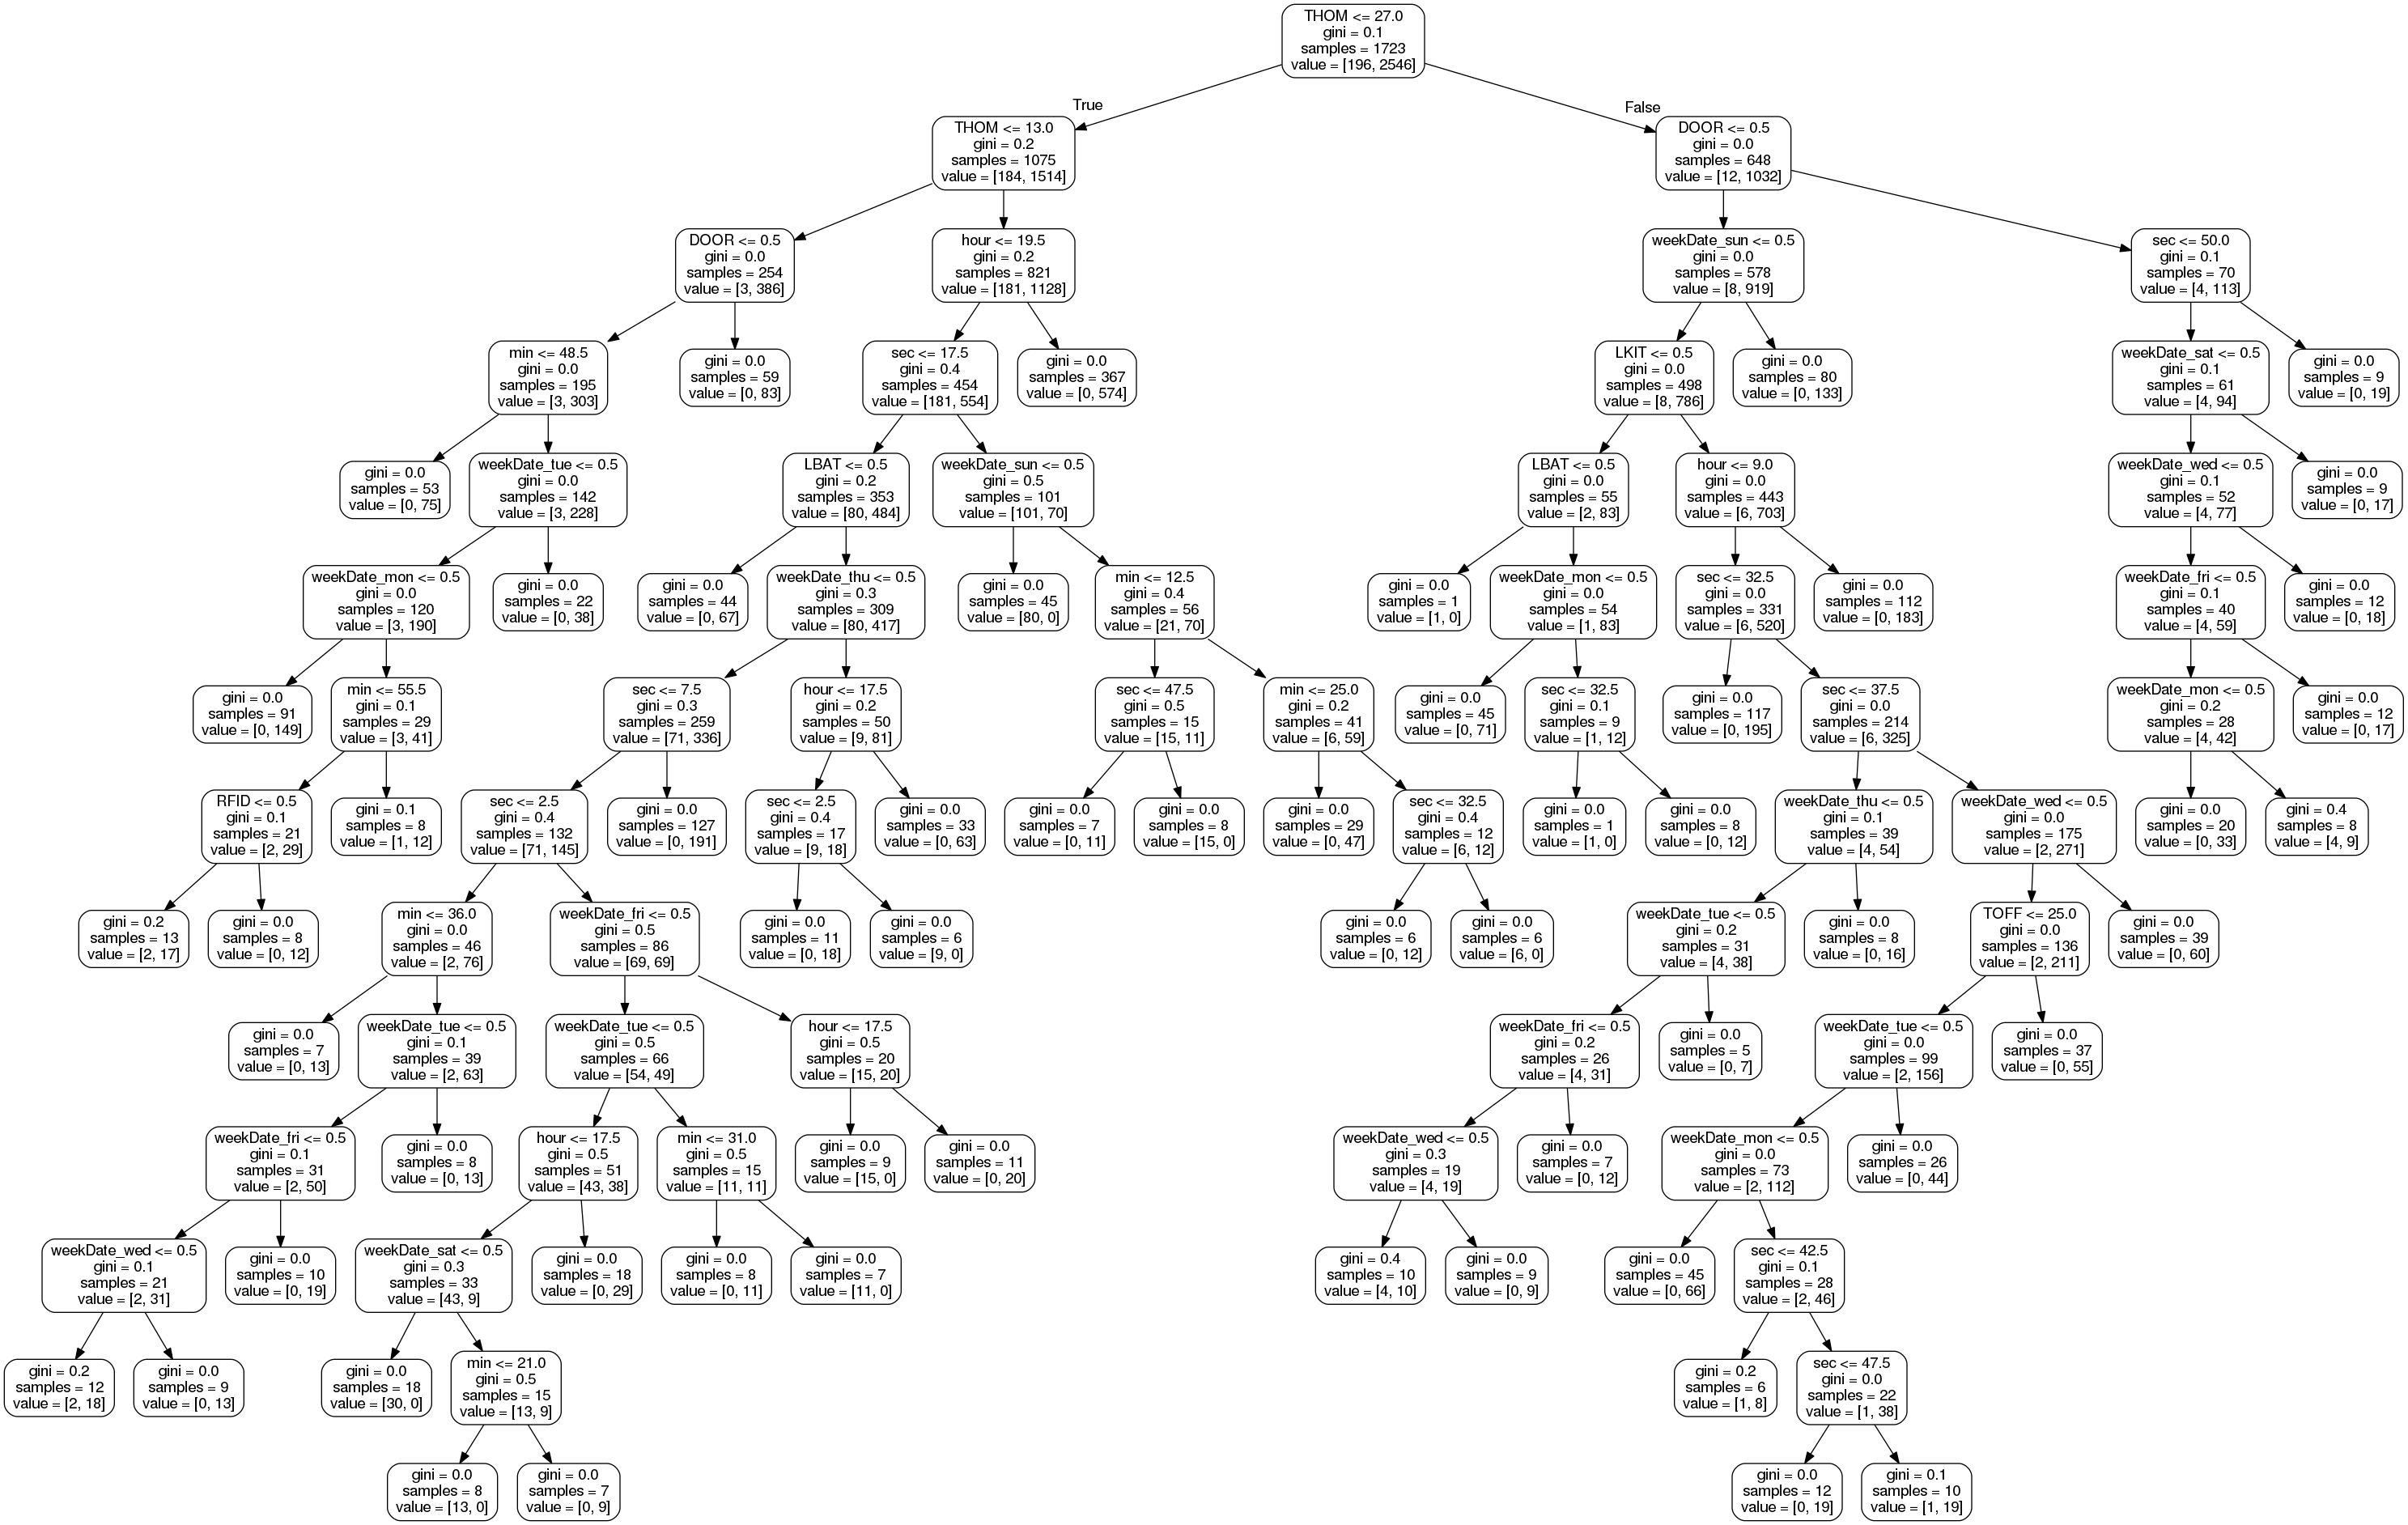 THOM <= 27.0
gini = 0.1
samples = 1723
value = [196, 2546]
True
False
THOM <= 13.0
gini = 0.2
samples = 1075
value = [184, 1514]
DOOR <= 0.5
gini = 0.0
samples = 648
value = [12, 1032]
DOOR <= 0.5
gini = 0.0
samples = 254
value = [3, 386]
hour <= 19.5
gini = 0.2
samples = 821
value = [181, 1128]
weekDate_sun <= 0.5
gini = 0.0
samples = 578
value = [8, 919]
sec <= 50.0
gini = 0.1
samples = 70
value = [4, 113]
min <= 48.5
gini = 0.0
samples = 195
value = [3, 303]
gini = 0.0
samples = 59
value = [0, 83]
sec <= 17.5
gini = 0.4
samples = 454
value = [181, 554]
gini = 0.0
samples = 367
value = [0, 574]
LKIT <= 0.5
gini = 0.0
samples = 498
value = [8, 786]
gini = 0.0
samples = 80
value = [0, 133]
weekDate_sat <= 0.5
gini = 0.1
samples = 61
value = [4, 94]
gini = 0.0
samples = 9
value = [0, 19]
gini = 0.0
samples = 53
value = [0, 75]
weekDate_tue <= 0.5
gini = 0.0
samples = 142
value = [3, 228]
LBAT <= 0.5
gini = 0.2
samples = 353
value = [80, 484]
weekDate_sun <= 0.5
gini = 0.5
samples = 101
value = [101, 70]
LBAT <= 0.5
gini = 0.0
samples = 55
value = [2, 83]
hour <= 9.0
gini = 0.0
samples = 443
value = [6, 703]
weekDate_wed <= 0.5
gini = 0.1
samples = 52
value = [4, 77]
gini = 0.0
samples = 9
value = [0, 17]
weekDate_mon <= 0.5
gini = 0.0
samples = 120
value = [3, 190]
gini = 0.0
samples = 22
value = [0, 38]
gini = 0.0
samples = 44
value = [0, 67]
weekDate_thu <= 0.5
gini = 0.3
samples = 309
value = [80, 417]
gini = 0.0
samples = 45
value = [80, 0]
min <= 12.5
gini = 0.4
samples = 56
value = [21, 70]
gini = 0.0
samples = 1
value = [1, 0]
weekDate_mon <= 0.5
gini = 0.0
samples = 54
value = [1, 83]
sec <= 32.5
gini = 0.0
samples = 331
value = [6, 520]
gini = 0.0
samples = 112
value = [0, 183]
weekDate_fri <= 0.5
gini = 0.1
samples = 40
value = [4, 59]
gini = 0.0
samples = 12
value = [0, 18]
gini = 0.0
samples = 91
value = [0, 149]
min <= 55.5
gini = 0.1
samples = 29
value = [3, 41]
sec <= 7.5
gini = 0.3
samples = 259
value = [71, 336]
hour <= 17.5
gini = 0.2
samples = 50
value = [9, 81]
sec <= 47.5
gini = 0.5
samples = 15
value = [15, 11]
min <= 25.0
gini = 0.2
samples = 41
value = [6, 59]
gini = 0.0
samples = 45
value = [0, 71]
sec <= 32.5
gini = 0.1
samples = 9
value = [1, 12]
gini = 0.0
samples = 117
value = [0, 195]
sec <= 37.5
gini = 0.0
samples = 214
value = [6, 325]
weekDate_mon <= 0.5
gini = 0.2
samples = 28
value = [4, 42]
gini = 0.0
samples = 12
value = [0, 17]
RFID <= 0.5
gini = 0.1
samples = 21
value = [2, 29]
gini = 0.1
samples = 8
value = [1, 12]
sec <= 2.5
gini = 0.4
samples = 132
value = [71, 145]
gini = 0.0
samples = 127
value = [0, 191]
sec <= 2.5
gini = 0.4
samples = 17
value = [9, 18]
gini = 0.0
samples = 33
value = [0, 63]
gini = 0.0
samples = 7
value = [0, 11]
gini = 0.0
samples = 8
value = [15, 0]
gini = 0.0
samples = 29
value = [0, 47]
sec <= 32.5
gini = 0.4
samples = 12
value = [6, 12]
gini = 0.0
samples = 1
value = [1, 0]
gini = 0.0
samples = 8
value = [0, 12]
weekDate_thu <= 0.5
gini = 0.1
samples = 39
value = [4, 54]
weekDate_wed <= 0.5
gini = 0.0
samples = 175
value = [2, 271]
gini = 0.0
samples = 20
value = [0, 33]
gini = 0.4
samples = 8
value = [4, 9]
gini = 0.2
samples = 13
value = [2, 17]
gini = 0.0
samples = 8
value = [0, 12]
min <= 36.0
gini = 0.0
samples = 46
value = [2, 76]
weekDate_fri <= 0.5
gini = 0.5
samples = 86
value = [69, 69]
gini = 0.0
samples = 11
value = [0, 18]
gini = 0.0
samples = 6
value = [9, 0]
gini = 0.0
samples = 6
value = [0, 12]
gini = 0.0
samples = 6
value = [6, 0]
weekDate_tue <= 0.5
gini = 0.2
samples = 31
value = [4, 38]
gini = 0.0
samples = 8
value = [0, 16]
TOFF <= 25.0
gini = 0.0
samples = 136
value = [2, 211]
gini = 0.0
samples = 39
value = [0, 60]
gini = 0.0
samples = 7
value = [0, 13]
weekDate_tue <= 0.5
gini = 0.1
samples = 39
value = [2, 63]
weekDate_tue <= 0.5
gini = 0.5
samples = 66
value = [54, 49]
hour <= 17.5
gini = 0.5
samples = 20
value = [15, 20]
weekDate_fri <= 0.5
gini = 0.2
samples = 26
value = [4, 31]
gini = 0.0
samples = 5
value = [0, 7]
weekDate_tue <= 0.5
gini = 0.0
samples = 99
value = [2, 156]
gini = 0.0
samples = 37
value = [0, 55]
weekDate_fri <= 0.5
gini = 0.1
samples = 31
value = [2, 50]
gini = 0.0
samples = 8
value = [0, 13]
hour <= 17.5
gini = 0.5
samples = 51
value = [43, 38]
min <= 31.0
gini = 0.5
samples = 15
value = [11, 11]
gini = 0.0
samples = 9
value = [15, 0]
gini = 0.0
samples = 11
value = [0, 20]
weekDate_wed <= 0.5
gini = 0.3
samples = 19
value = [4, 19]
gini = 0.0
samples = 7
value = [0, 12]
weekDate_mon <= 0.5
gini = 0.0
samples = 73
value = [2, 112]
gini = 0.0
samples = 26
value = [0, 44]
weekDate_wed <= 0.5
gini = 0.1
samples = 21
value = [2, 31]
gini = 0.0
samples = 10
value = [0, 19]
weekDate_sat <= 0.5
gini = 0.3
samples = 33
value = [43, 9]
gini = 0.0
samples = 18
value = [0, 29]
gini = 0.0
samples = 8
value = [0, 11]
gini = 0.0
samples = 7
value = [11, 0]
gini = 0.4
samples = 10
value = [4, 10]
gini = 0.0
samples = 9
value = [0, 9]
gini = 0.0
samples = 45
value = [0, 66]
sec <= 42.5
gini = 0.1
samples = 28
value = [2, 46]
gini = 0.2
samples = 12
value = [2, 18]
gini = 0.0
samples = 9
value = [0, 13]
gini = 0.0
samples = 18
value = [30, 0]
min <= 21.0
gini = 0.5
samples = 15
value = [13, 9]
gini = 0.2
samples = 6
value = [1, 8]
sec <= 47.5
gini = 0.0
samples = 22
value = [1, 38]
gini = 0.0
samples = 8
value = [13, 0]
gini = 0.0
samples = 7
value = [0, 9]
gini = 0.0
samples = 12
value = [0, 19]
gini = 0.1
samples = 10
value = [1, 19]